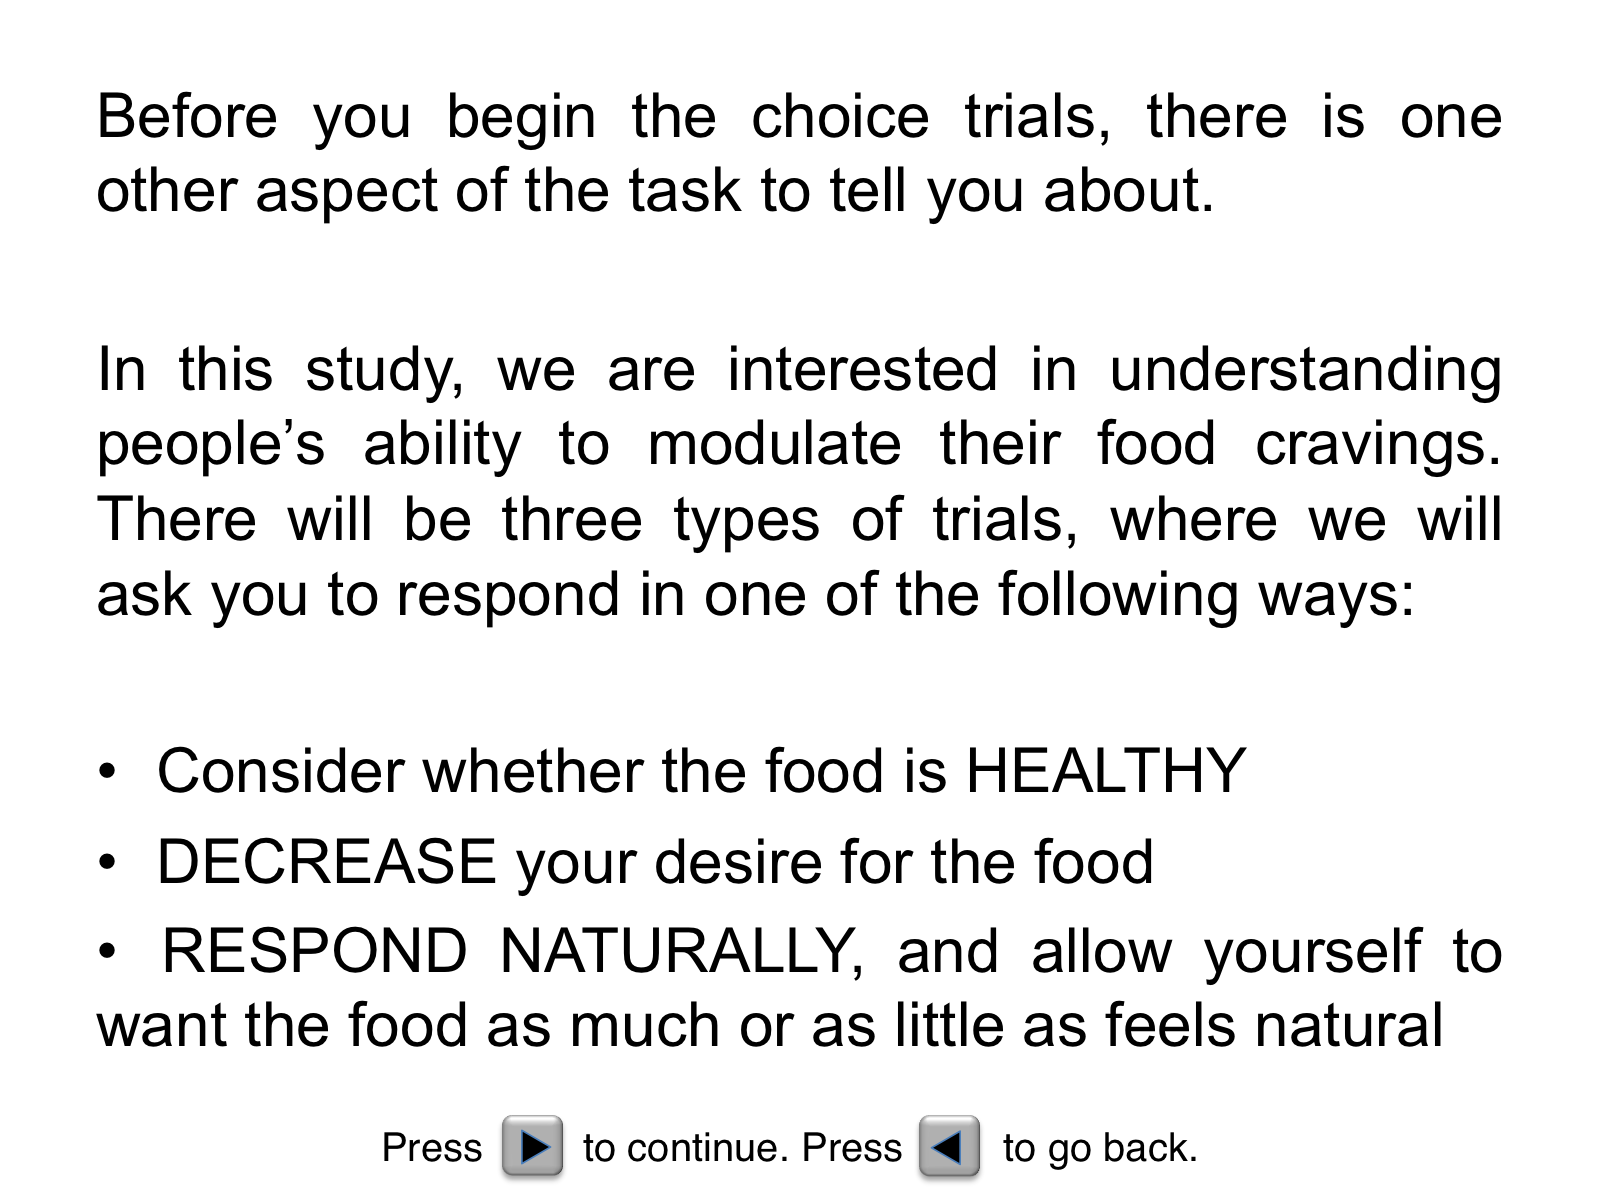 Before you begin the choice trials, there is one
other aspect of the task to tell you about.
In this study, we are interested in understanding
people’s ability to modulate their food cravings.
There will be three types of trials, where we will
ask you to respond in one of the following ways:
• Consider whether the food is HEALTHY
• DECREASE your desire for the food
• RESPOND NATURALLY, and allow yourself to
want the food as much or as little as feels natural
Press ▶ to continue. Press ◀ to go back.